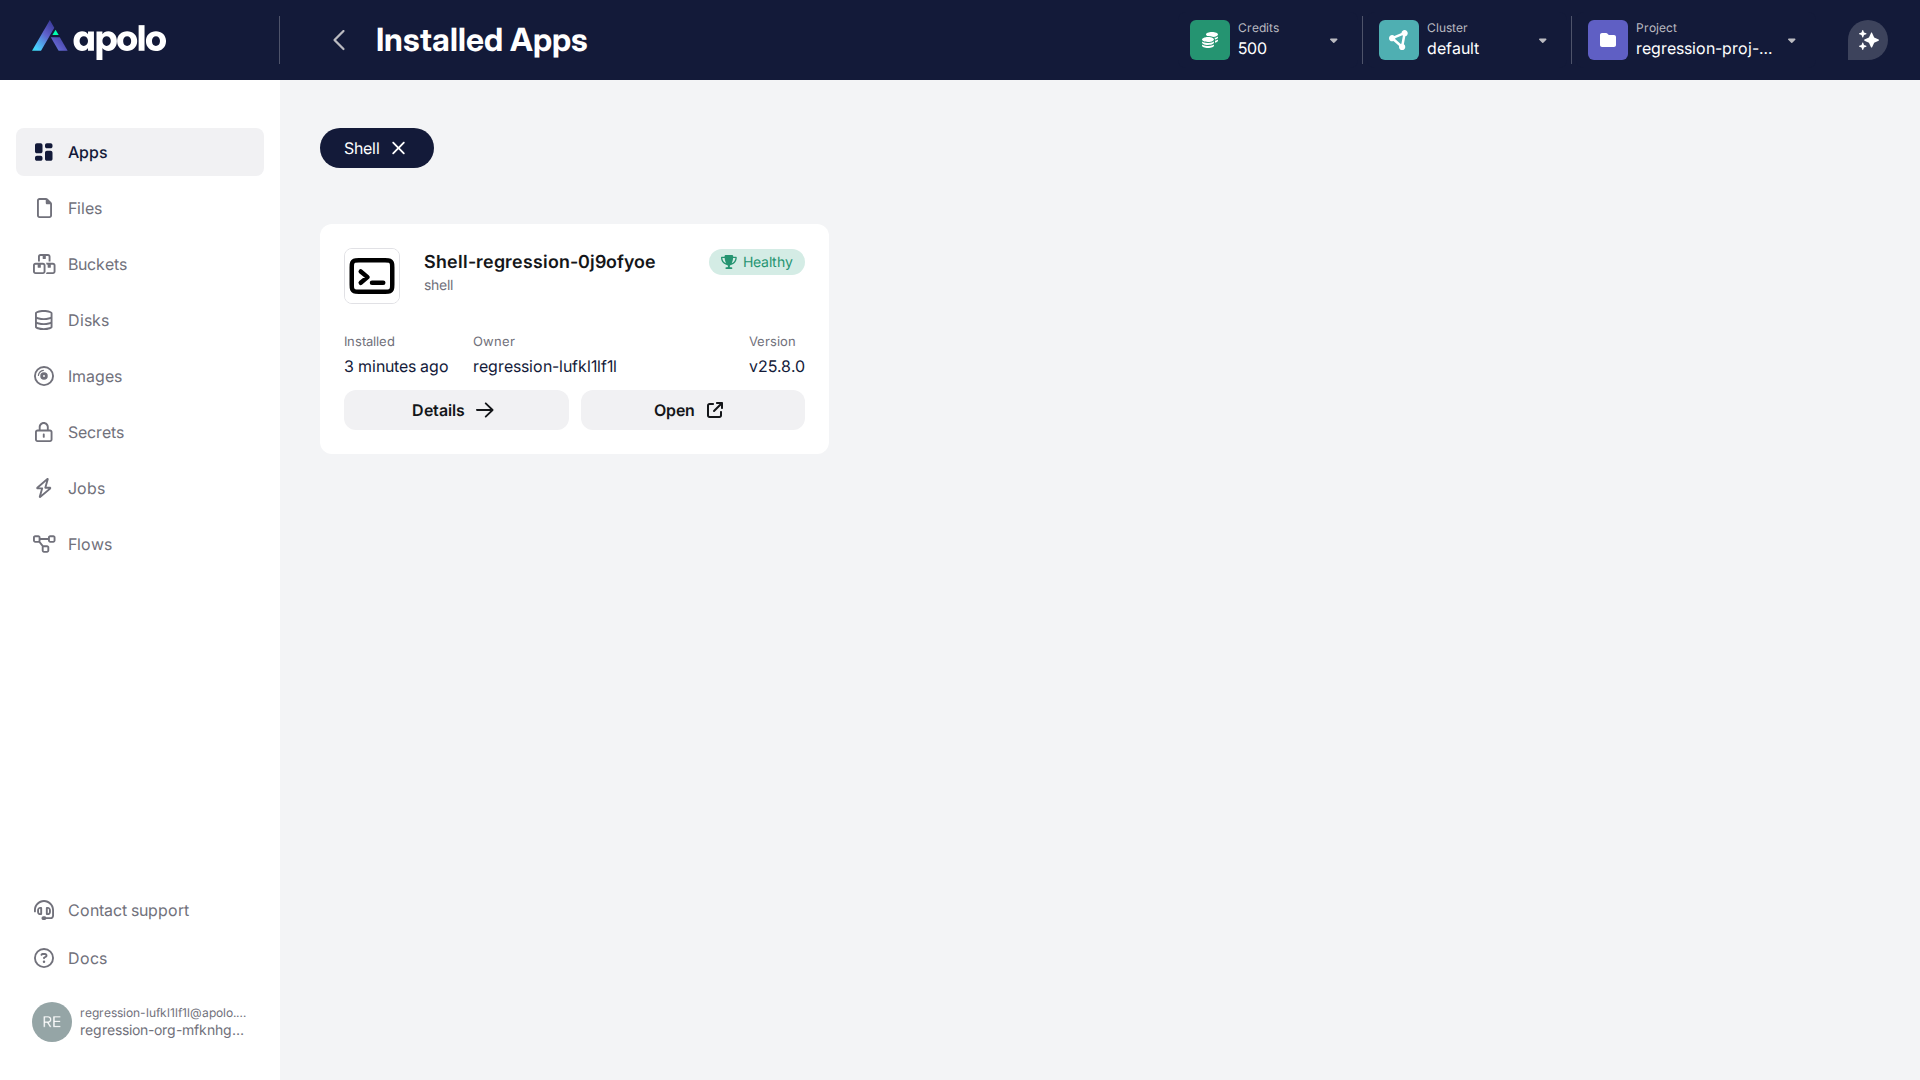 apolo
Installed Apps
Credits
500
Cluster
default
Project
regression-proj-...
Apps
Files
Buckets
Disks
Images
Secrets
Jobs
Flows
Shell
Shell-regression-0j9ofyoe
Healthy
shell
Installed
Owner
Version
3 minutes ago
regression-lufkl1lf1l
v25.8.0
Details
Open
Contact support
Docs
RE
regression-lufkl1lf1l@apolo....
regression-org-mfknhg...